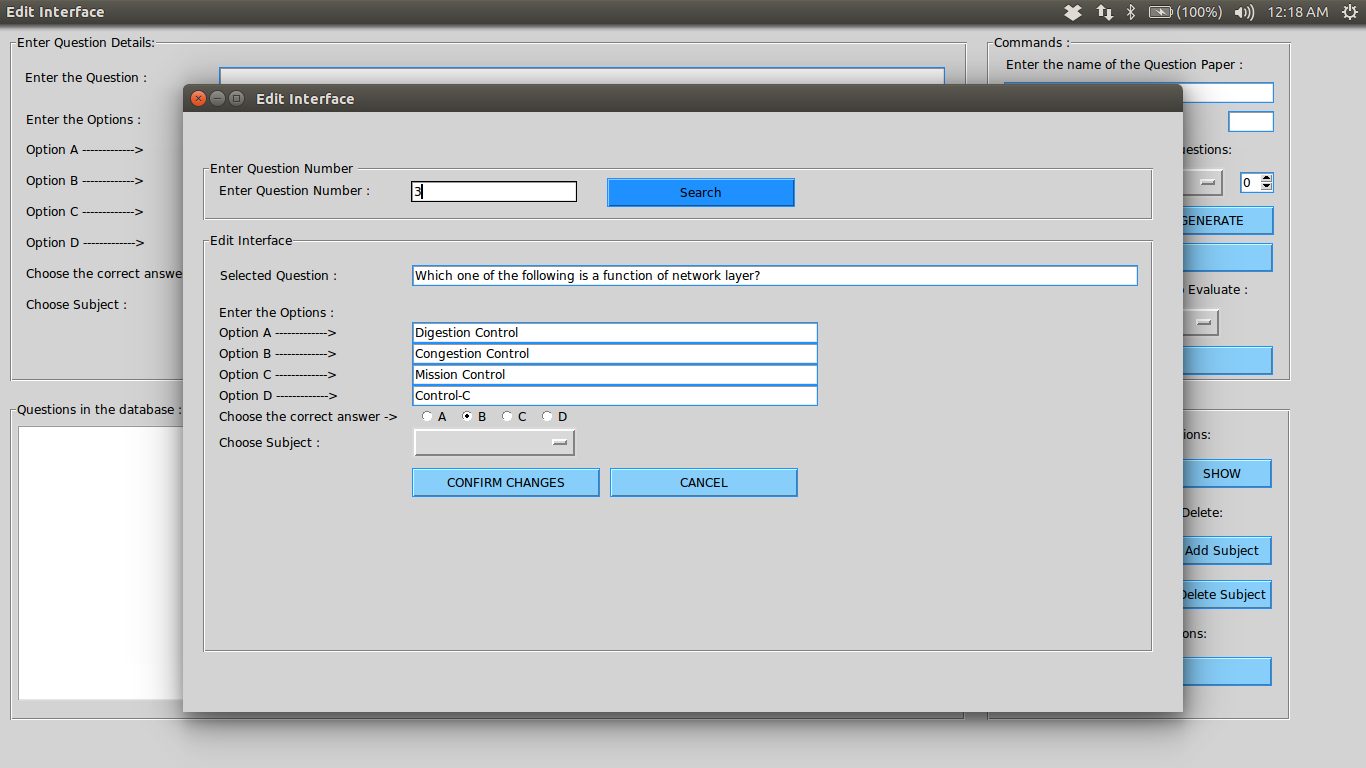 Edit Interface
(100%) 12:18 AM
Enter Question Details:
Enter the Question :
Enter the Options :
Option A ------------->
Option B ------------->
Option C ------------->
Option D ------------->
Choose the correct answe
Choose Subject :
Questions in the database :
Commands :
Enter the name of the Question Paper :
uestions:
0
GENERATE
Evaluate :
ions:
SHOW
Delete:
Add Subject
Delete Subject
ons:
Edit Interface
Enter Question Number
Enter Question Number : 3 Search
Edit Interface
Selected Question : Which one of the following is a function of network layer?
Enter the Options :
Option A -------------> Digestion Control
Option B -------------> Congestion Control
Option C -------------> Mission Control
Option D -------------> Control-C
Choose the correct answer -> A B C D
Choose Subject :
CONFIRM CHANGES CANCEL